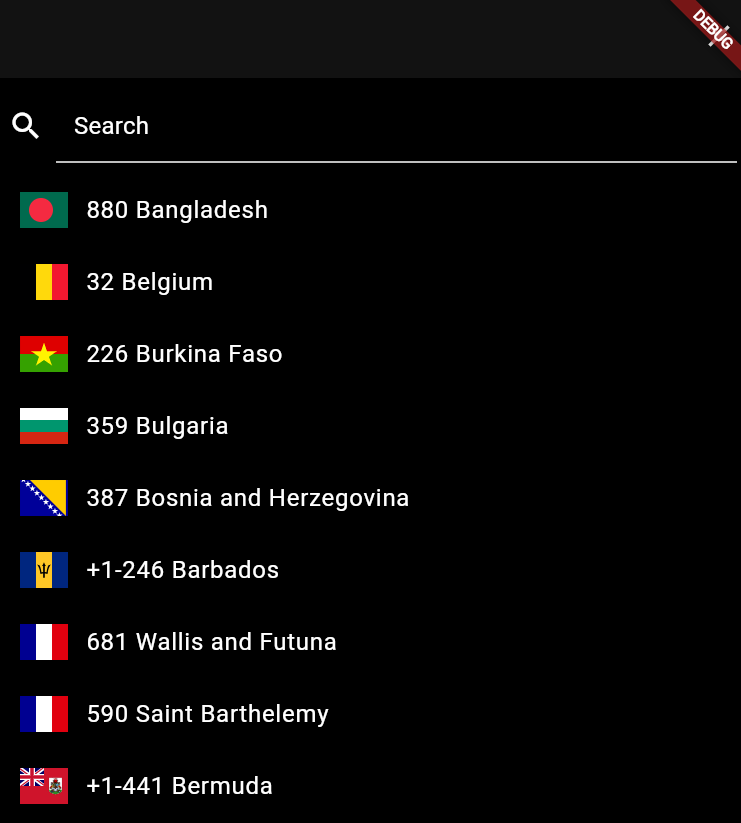 DEBUG
Search
880 Bangladesh
32 Belgium
226 Burkina Faso
359 Bulgaria
387 Bosnia and Herzegovina
+1-246 Barbados
681 Wallis and Futuna
590 Saint Barthelemy
+1-441 Bermuda